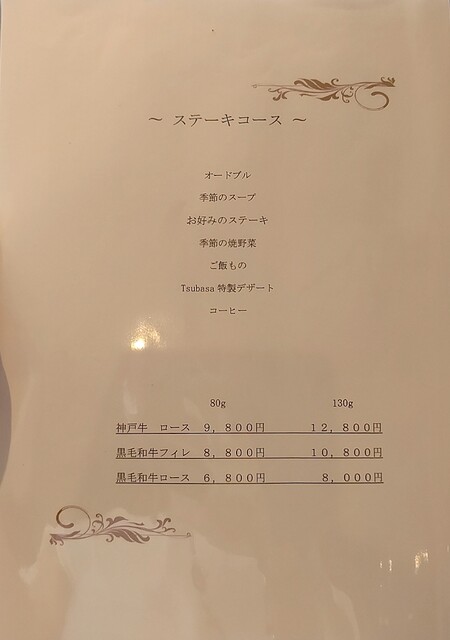 ～ ステーキコース ～
オードブル
季節のスープ
お好みのステーキ
季節の焼野菜
ご飯もの
Tsubasa 特製デザート
コーヒー
80g 130g
神戸牛 ロース 9，800円 12，800円
黒毛和牛フィレ 8，800円 10，800円
黒毛和牛ロース 6，800円 8，000円